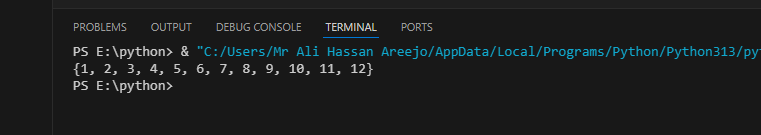 PROBLEMS OUTPUT DEBUG CONSOLE TERMINAL PORTS
PS E:\python> & "C:/Users/Mr Ali Hassan Areejo/AppData/Local/Programs/Python/Python313/pyt
{1, 2, 3, 4, 5, 6, 7, 8, 9, 10, 11, 12}
PS E:\python>